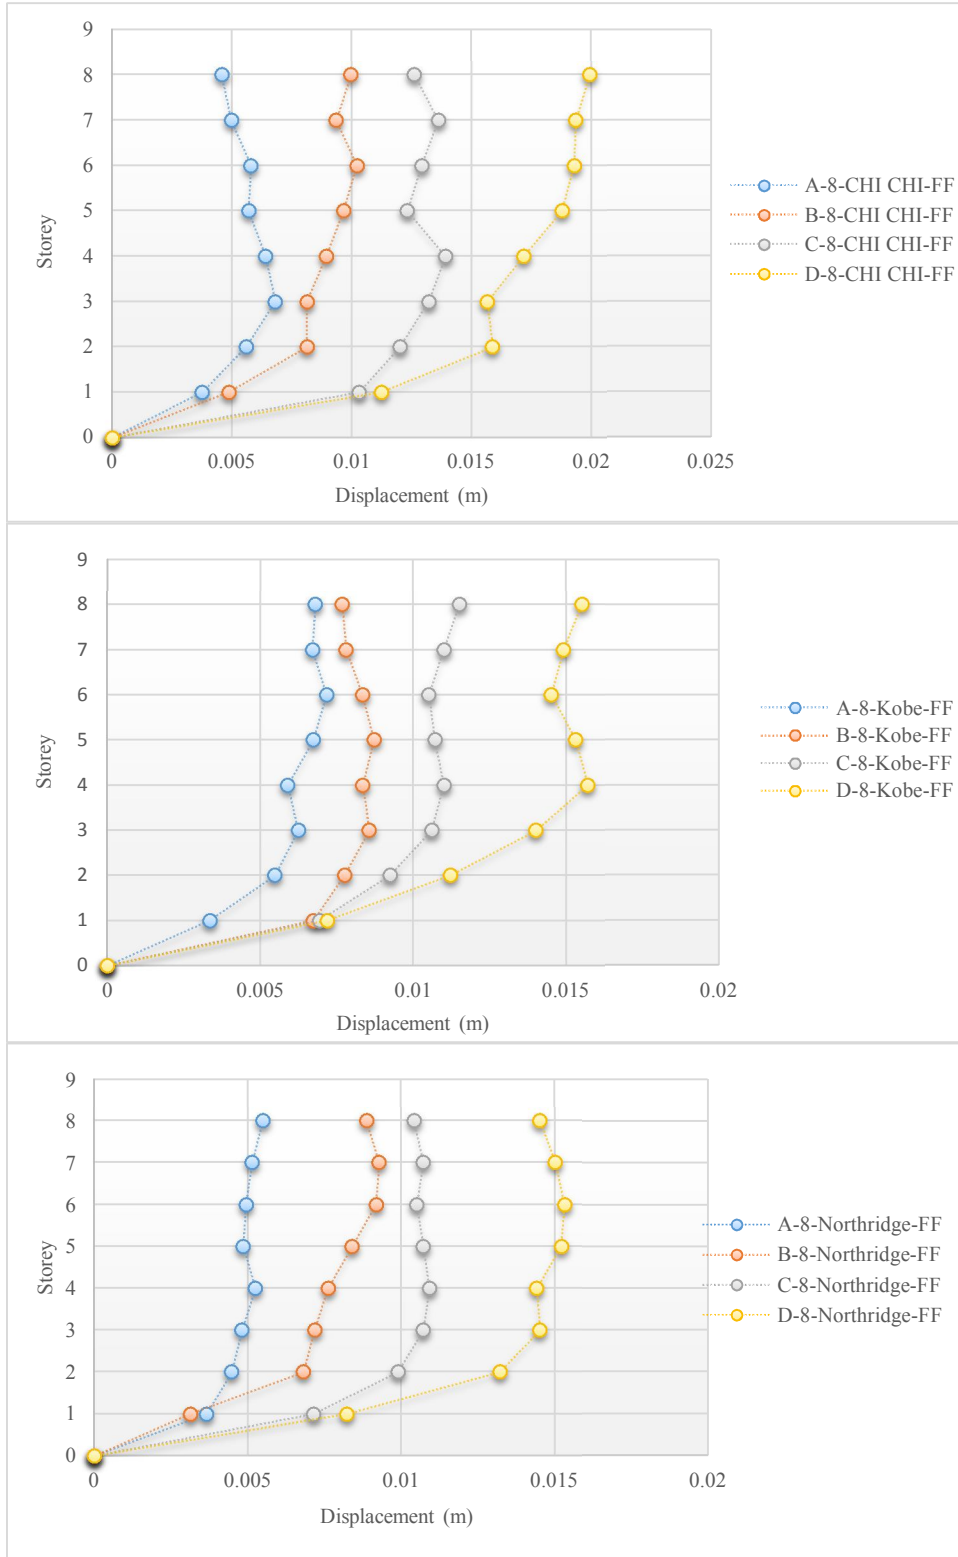 9
8
7
6
5
4
3
2
1
0
Storey
0 0.005 0.01 0.015 0.02 0.025
Displacement (m)
A-8-CHI CHI-FF
B-8-CHI CHI-FF
C-8-CHI CHI-FF
D-8-CHI CHI-FF
9
8
7
6
5
4
3
2
1
0
Storey
0 0.005 0.01 0.015 0.02
Displacement (m)
A-8-Kobe-FF
B-8-Kobe-FF
C-8-Kobe-FF
D-8-Kobe-FF
9
8
7
6
5
4
3
2
1
0
Storey
0 0.005 0.01 0.015 0.02
Displacement (m)
A-8-Northridge-FF
B-8-Northridge-FF
C-8-Northridge-FF
D-8-Northridge-FF